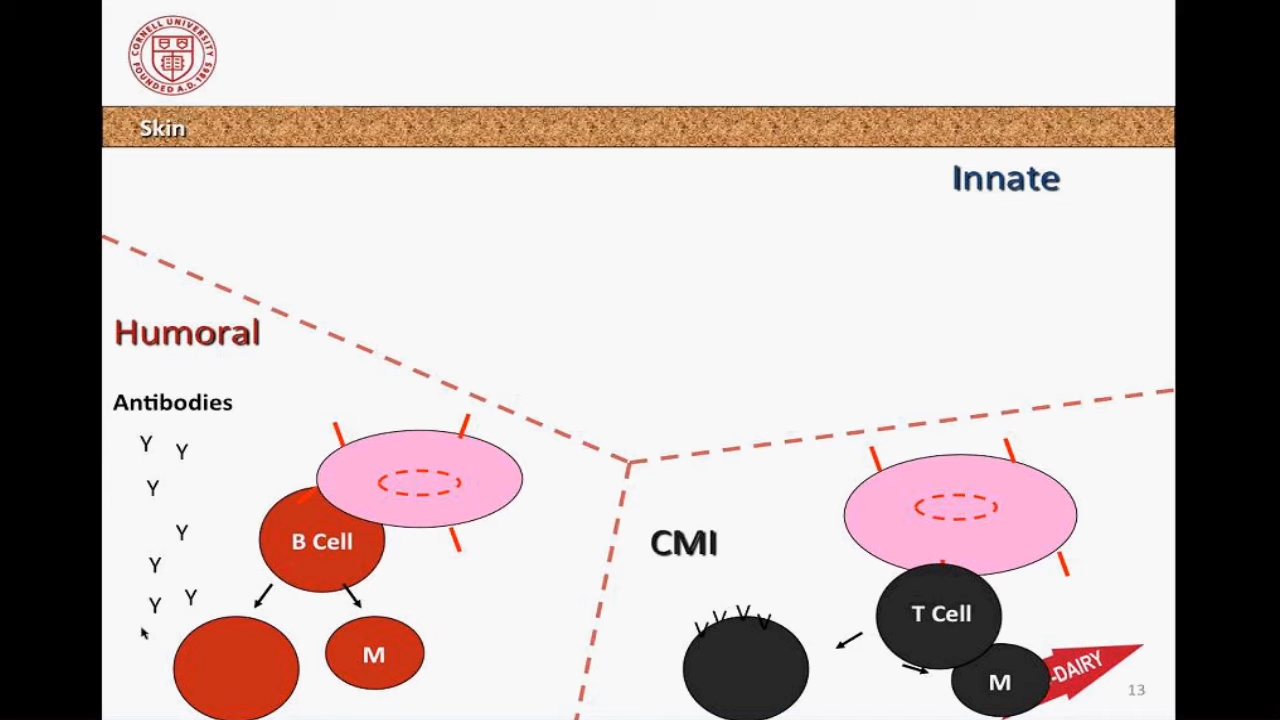 CORNELL UNIVERSITY
FOUNDED A.D. 1865
Skin
Innate
Humoral
Antibodies
Y Y
Y
Y
Y
Y Y
B Cell
M
CMI
V V V V
T Cell
M
-DAIRY
13